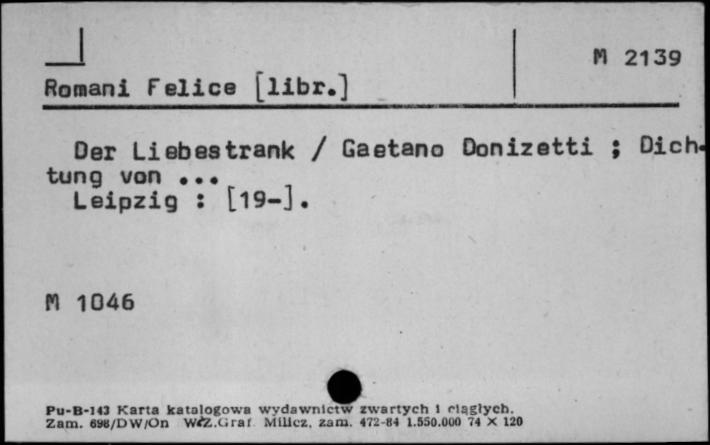 M 2139
Romani Felice [libr.]
Der Liebestrank / Gaetano Donizetti ; Dich-
tung von ...
Leipzig : [19-].
M 1046
Pu-B-143 Karta katalogowa wydawnictw zwartych i ciągłych.
Zam. 698/DW/On WZ.Graf. Milicz, zam. 472-84 1.550.000 74 X 120